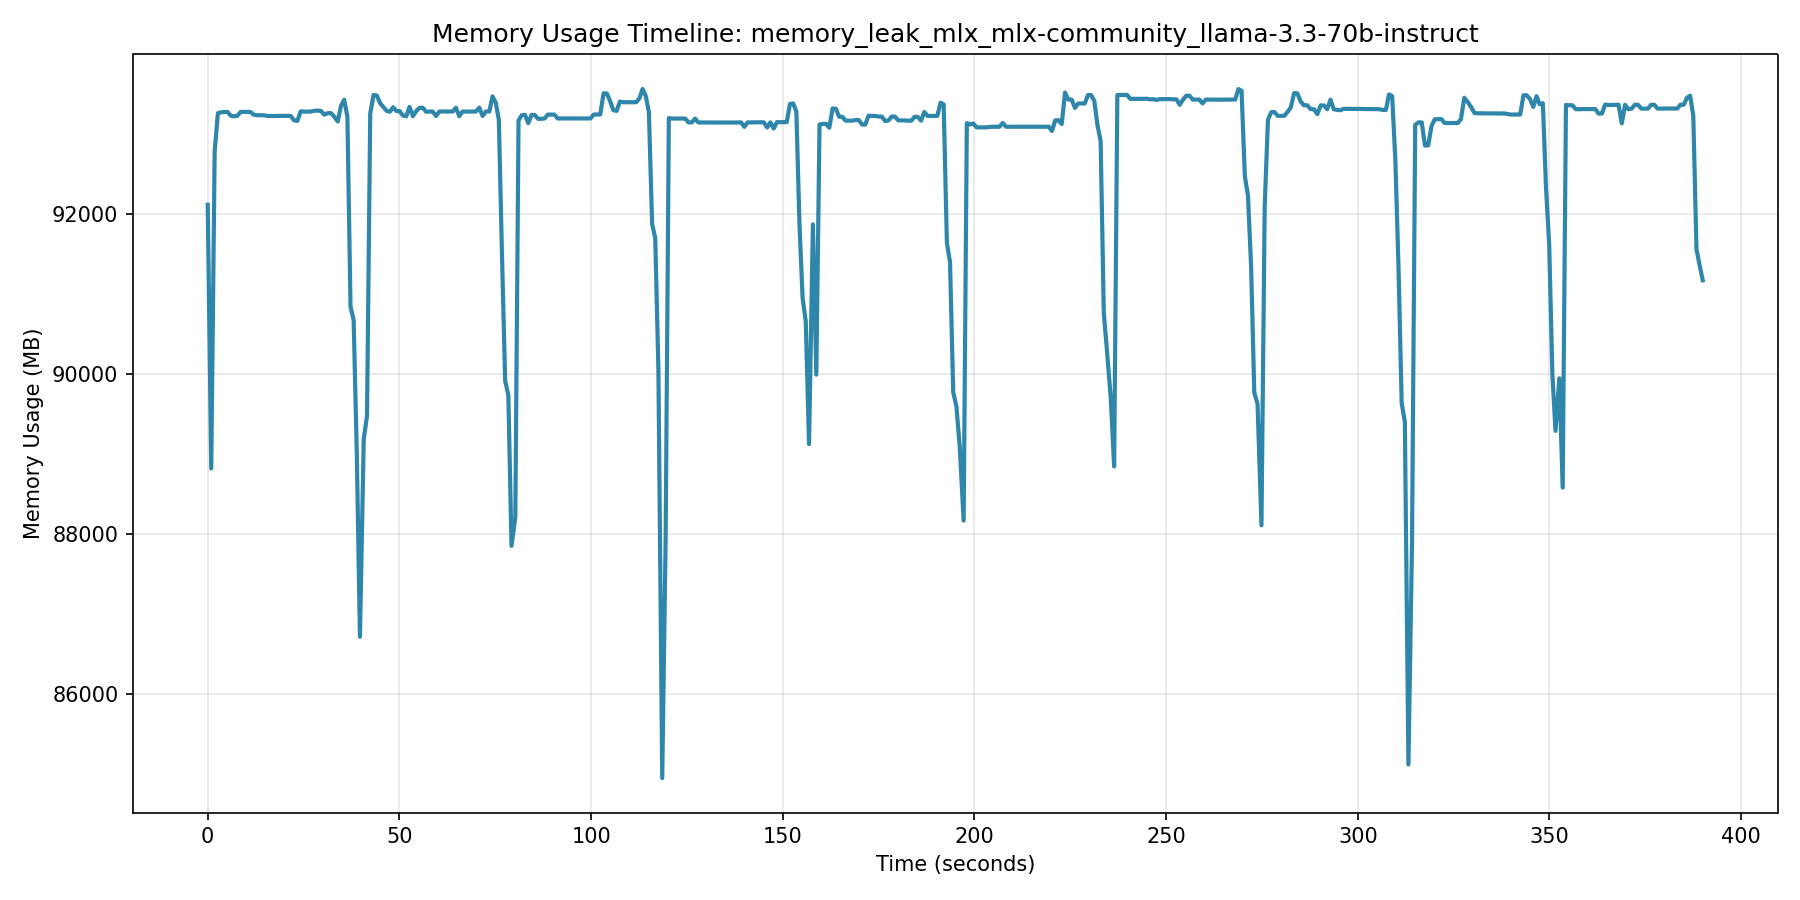 Memory Usage Timeline: memory_leak_mlx_mlx-community_llama-3.3-70b-instruct
Memory Usage (MB)
92000
90000
88000
86000
0 50 100 150 200 250 300 350 400
Time (seconds)